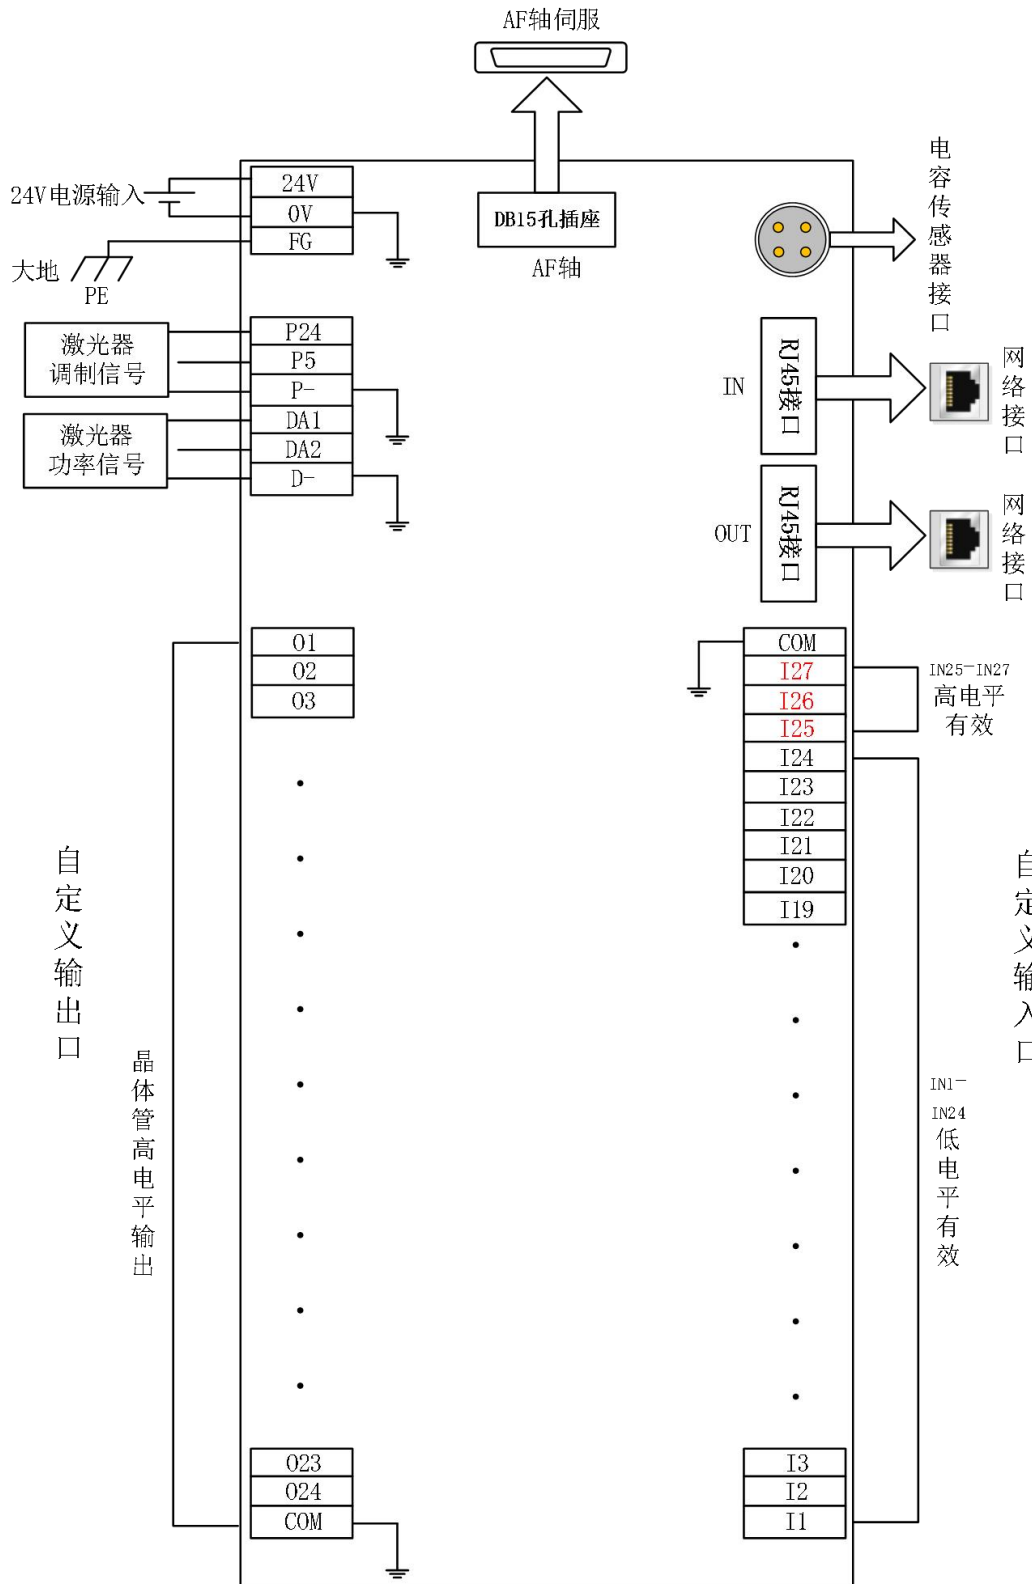 AF轴伺服
24V电源输入
24V
0V
FG
大地
PE
DB15孔插座
AF轴
电容传感器接口
激光器
调制信号
P24
P5
P-
激光器
功率信号
DA1
DA2
D-
IN
RJ45接口
网络接口
OUT
RJ45接口
网络接口
O1
O2
O3
COM
I27
I26
I25
I24
I23
I22
I21
I20
I19
IN25-IN27
高电平
有效
自定义输出口
晶体管高电平输出
自定义输入口
IN1-
IN24
低电平有效
O23
O24
COM
I3
I2
I1